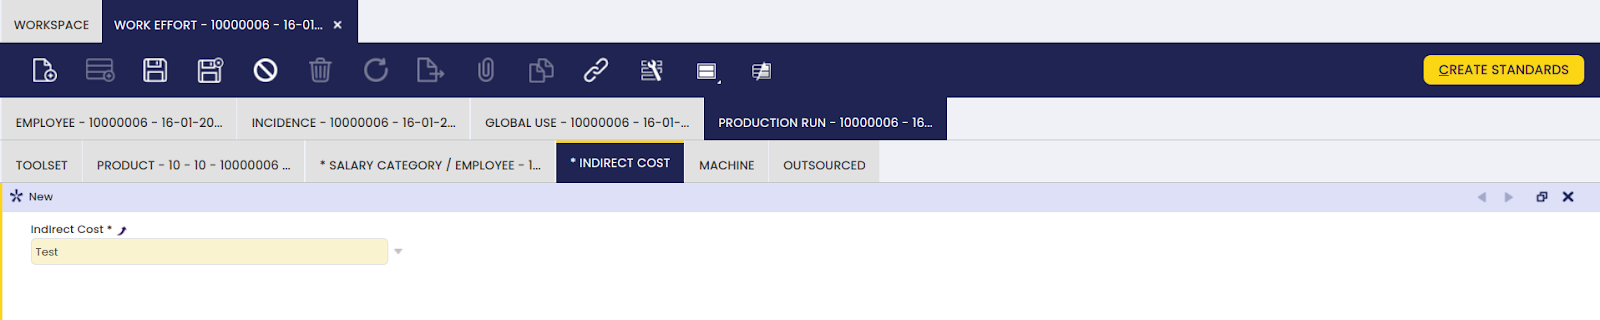 WORKSPACE WORK EFFORT - 10000006 - 16-01... ×
CREATE STANDARDS
EMPLOYEE - 10000006 - 16-01-20... INCIDENCE - 10000006 - 16-01-2... GLOBAL USE - 10000006 - 16-01-... PRODUCTION RUN - 10000006 - 16...
TOOLSET PRODUCT - 10 - 10 - 10000006 ... * SALARY CATEGORY / EMPLOYEE - 1... * INDIRECT COST MACHINE OUTSOURCED
New
Indirect Cost *
Test